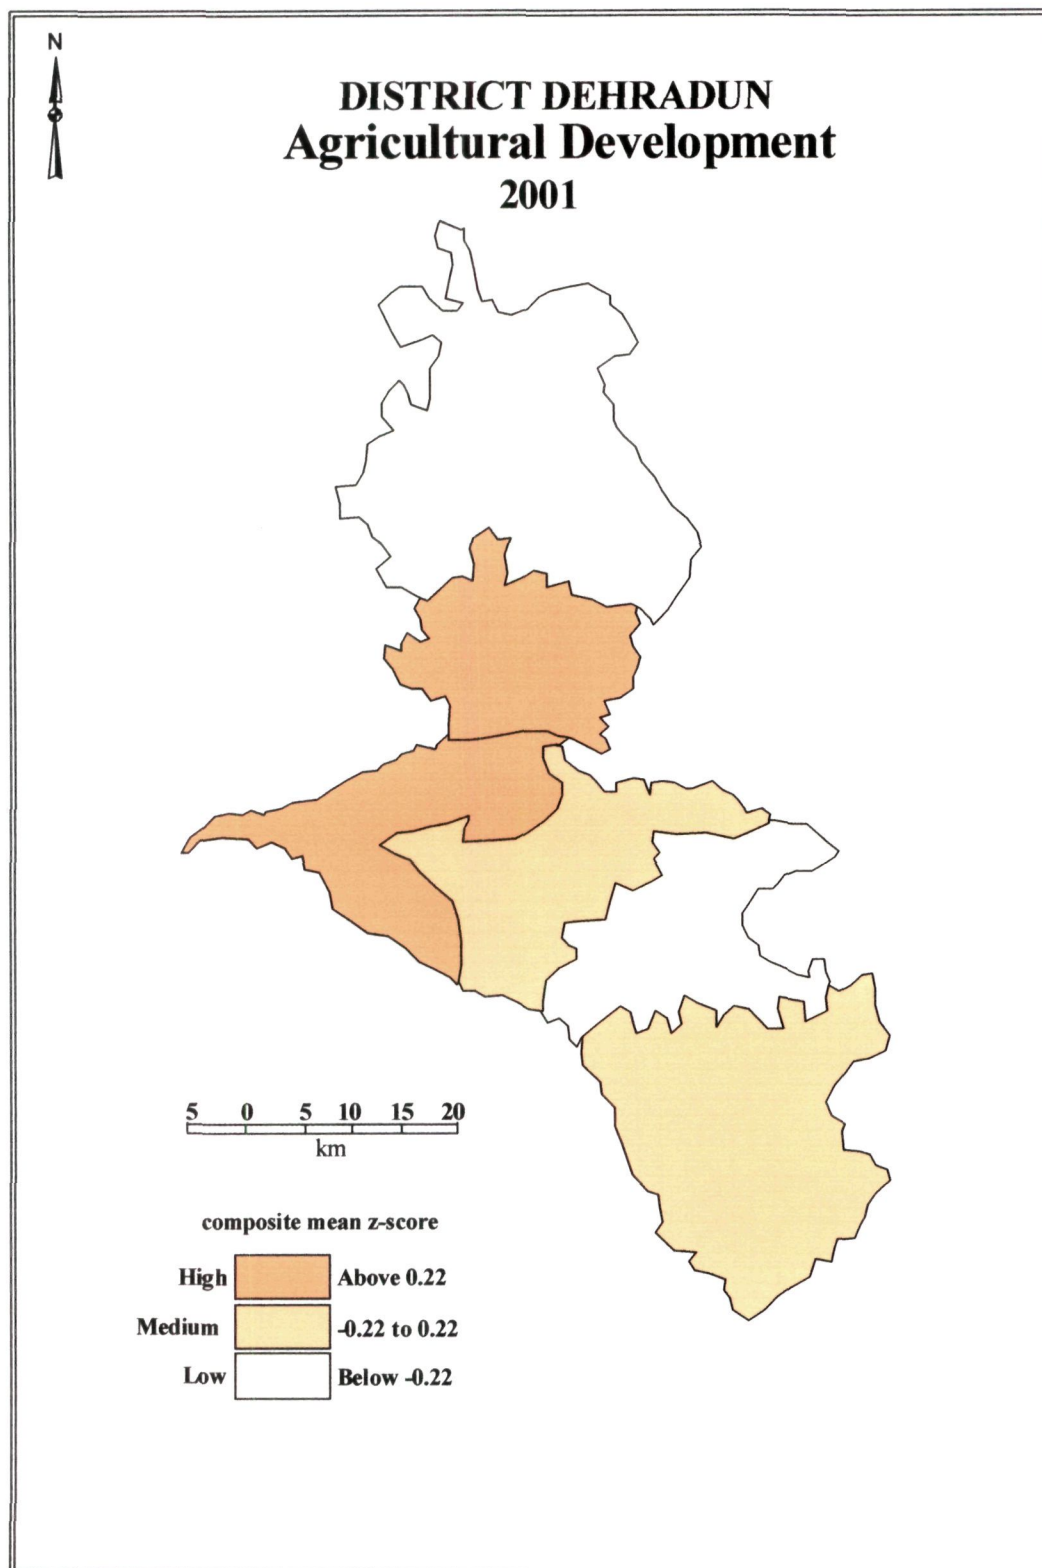 N
DISTRICT DEHRADUN
Agricultural Development
2001
5 0 5 10 15 20
km
composite mean z-score
High Above 0.22
Medium -0.22 to 0.22
Low Below -0.22